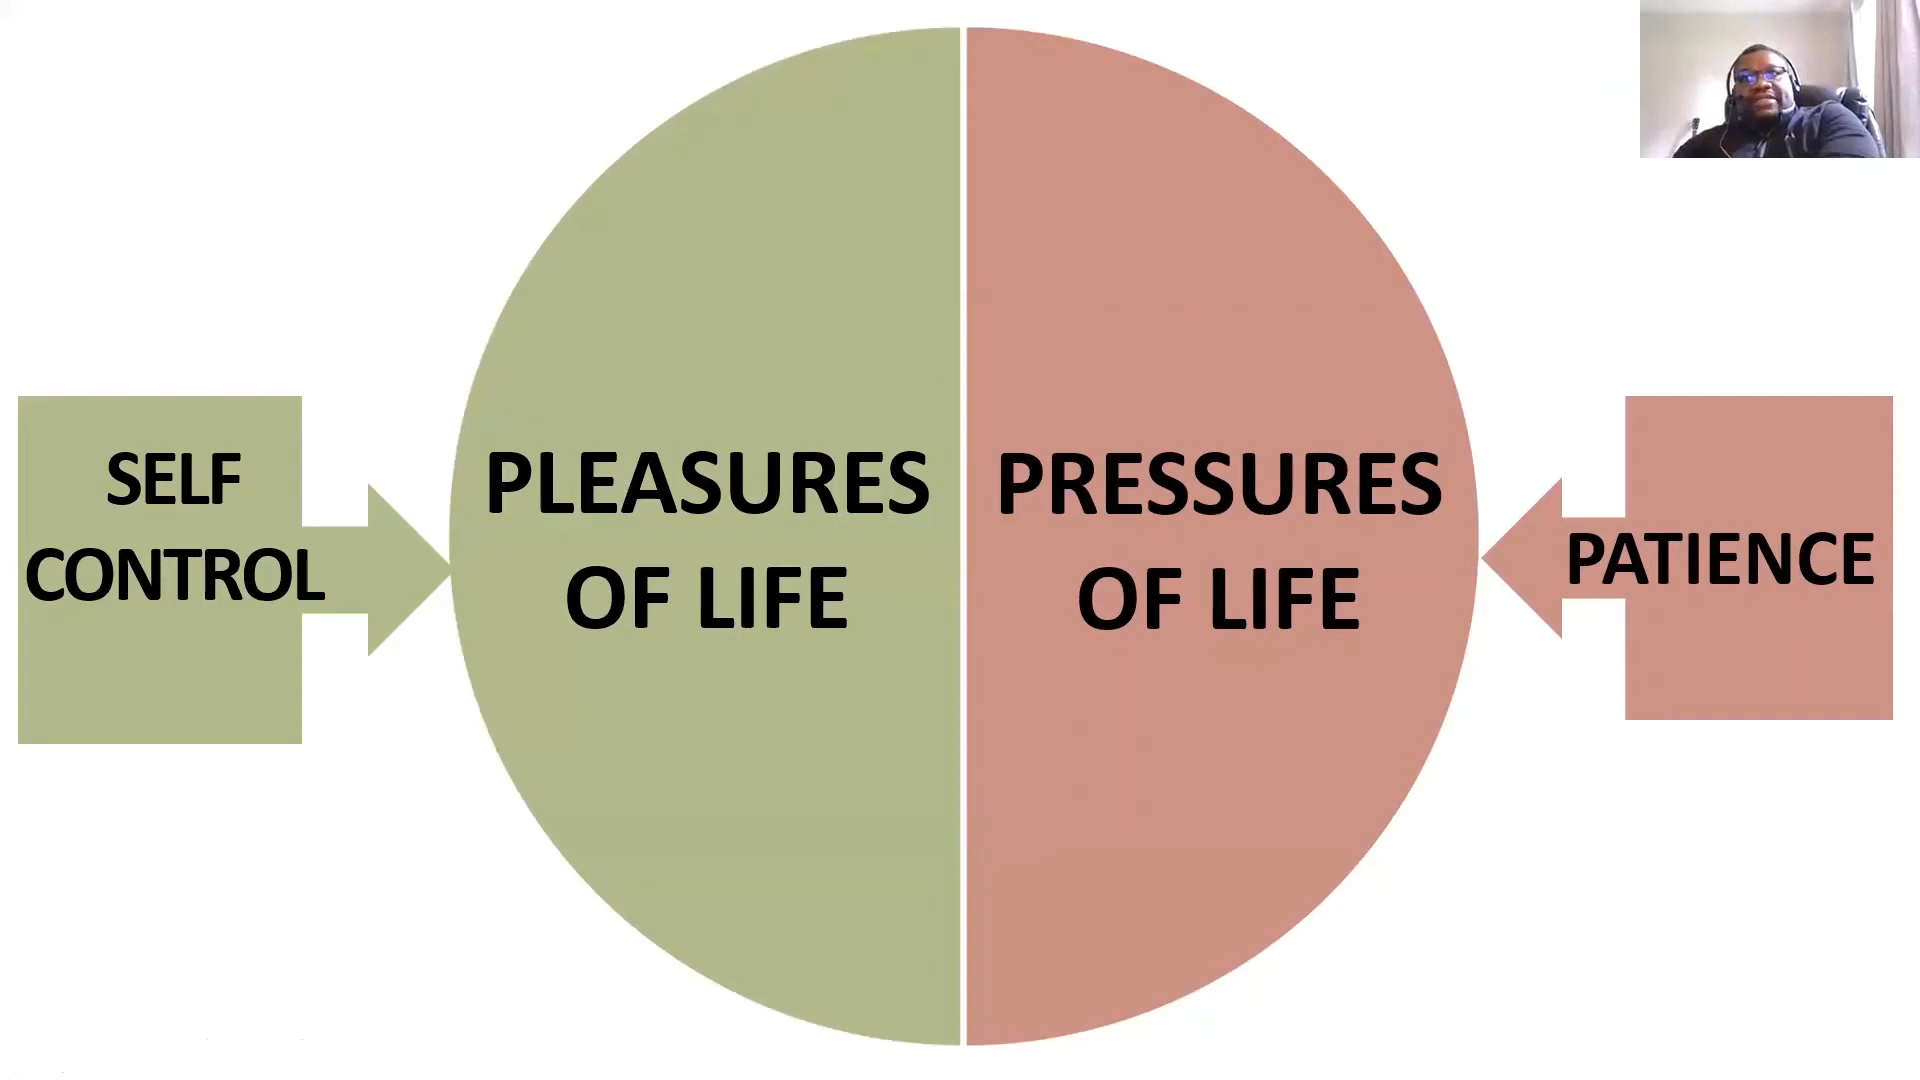 SELF
CONTROL
PLEASURES
OF LIFE
PRESSURES
OF LIFE
PATIENCE